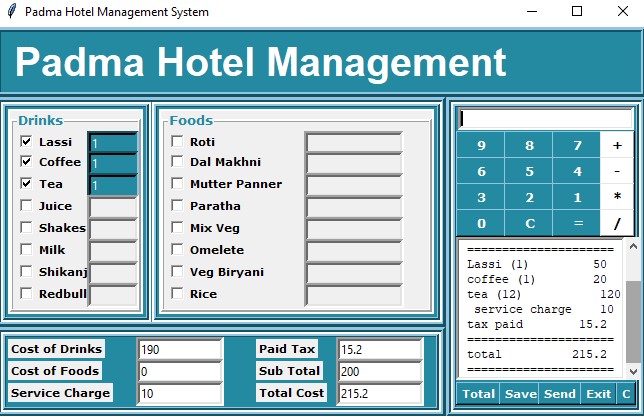 Padma Hotel Management System
Padma Hotel Management
Drinks
Lassi 1
Coffee 1
Tea 1
Juice
Shakes
Milk
Shikanj
Redbull
Foods
Roti
Dal Makhni
Mutter Panner
Paratha
Mix Veg
Omelete
Veg Biryani
Rice
9 8 7 +
6 5 4 -
3 2 1 *
0 C = /
=====================
Lassi (1) 50
coffee (1) 20
tea (12) 120
service charge 10
tax paid 15.2
=====================
total 215.2
=====================
Cost of Drinks 190 Paid Tax 15.2
Cost of Foods 0 Sub Total 200
Service Charge 10 Total Cost 215.2
Total Save Send Exit C